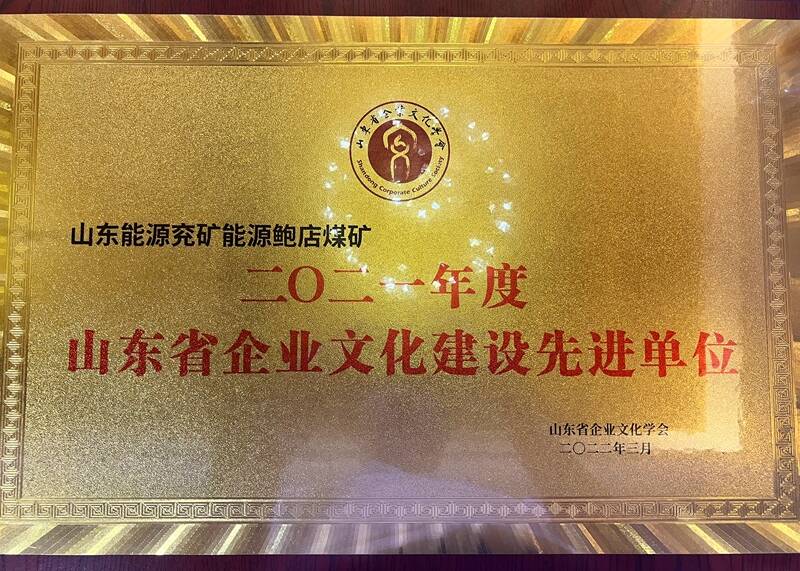 山东省企业文化学会
Shandong Corporate Culture Society
山东能源兖矿能源鲍店煤矿
二〇二一年度
山东省企业文化建设先进单位
山东省企业文化学会
二〇二二年三月